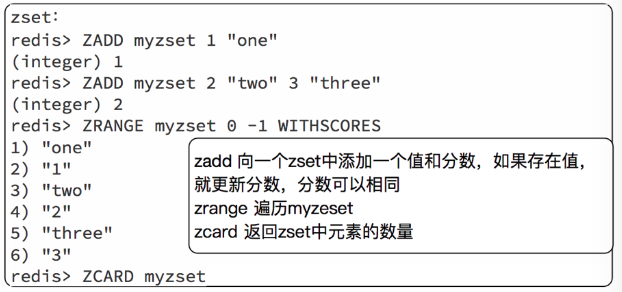 zset:
redis> ZADD myzset 1 "one"
(integer) 1
redis> ZADD myzset 2 "two" 3 "three"
(integer) 2
redis> ZRANGE myzset 0 -1 WITHSCORES
1) "one"
2) "1"
3) "two"
4) "2"
5) "three"
6) "3"
redis> ZCARD myzset
zadd 向一个zset中添加一个值和分数，如果存在值，
就更新分数，分数可以相同
zrange 遍历myzeset
zcard 返回zset中元素的数量